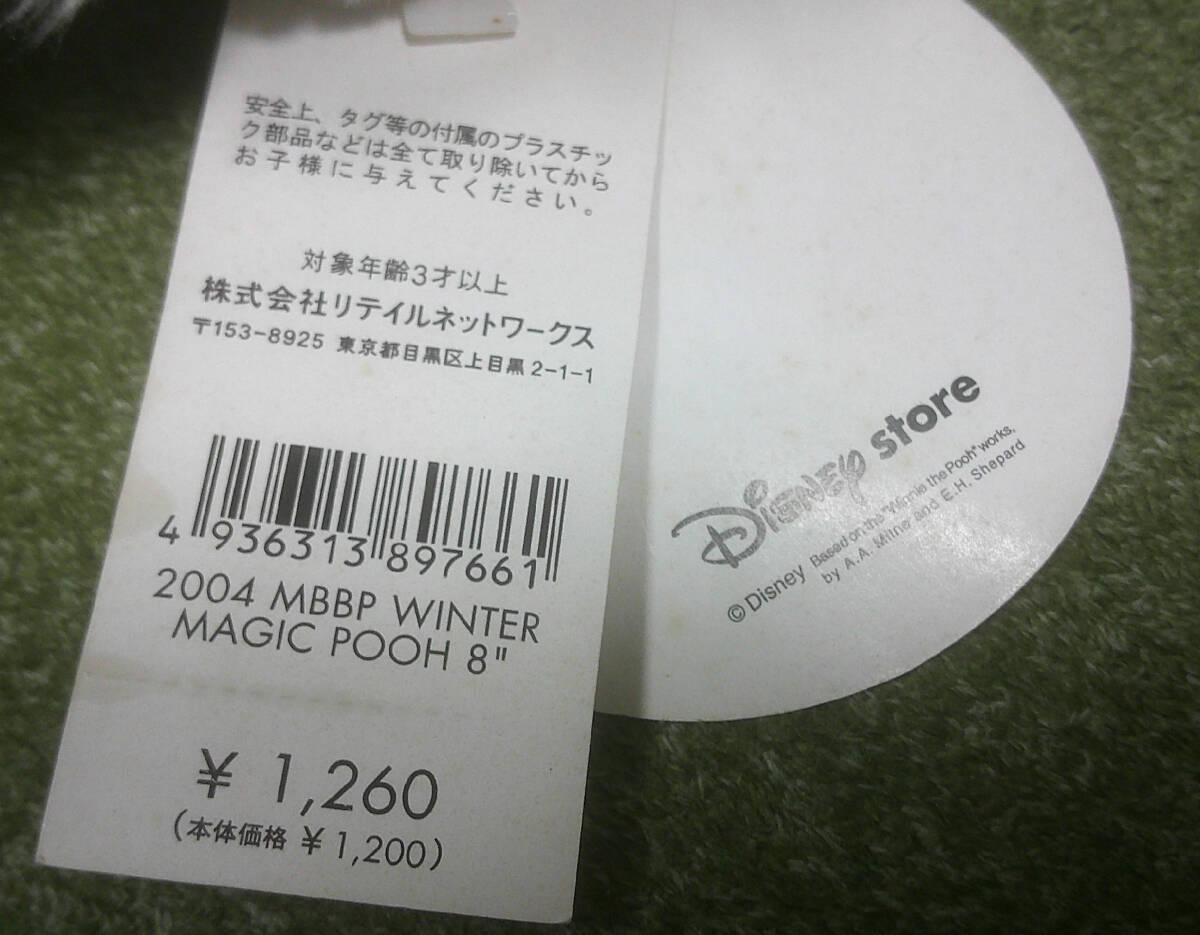 安全上、タグ等の付属のプラスチッ
ク部品などは全て取り除いてから
お子様に与えてください。
対象年齢3才以上
株式会社リテイルネットワークス
〒153-8925 東京都目黒区上目黒2-1-1
4 936313 897661
2004 MBBP WINTER
MAGIC POOH 8"
¥ 1,260
(本体価格 ¥ 1,200)
Disney store
© Disney Based on the "Winnie the Pooh" works,
by A.A. Milne and E.H. Shepard